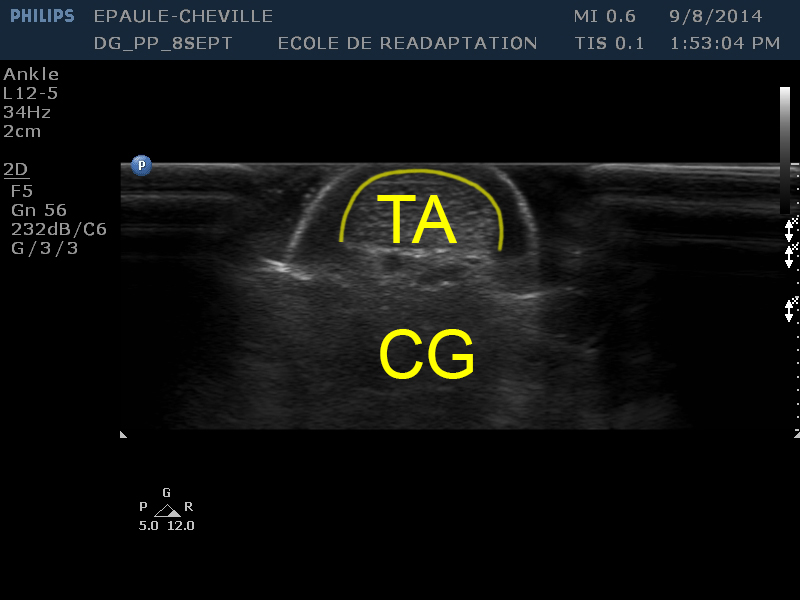 PHILIPS EPAULE-CHEVILLE MI 0.6 9/8/2014
DG_PP_8SEPT ECOLE DE READAPTATION TIS 0.1 1:53:04 PM
Ankle
L12-5
34Hz
2cm
2D
F5
Gn 56
232dB/C6
G/3/3
P
TA
CG
G
P R
5.0 12.0